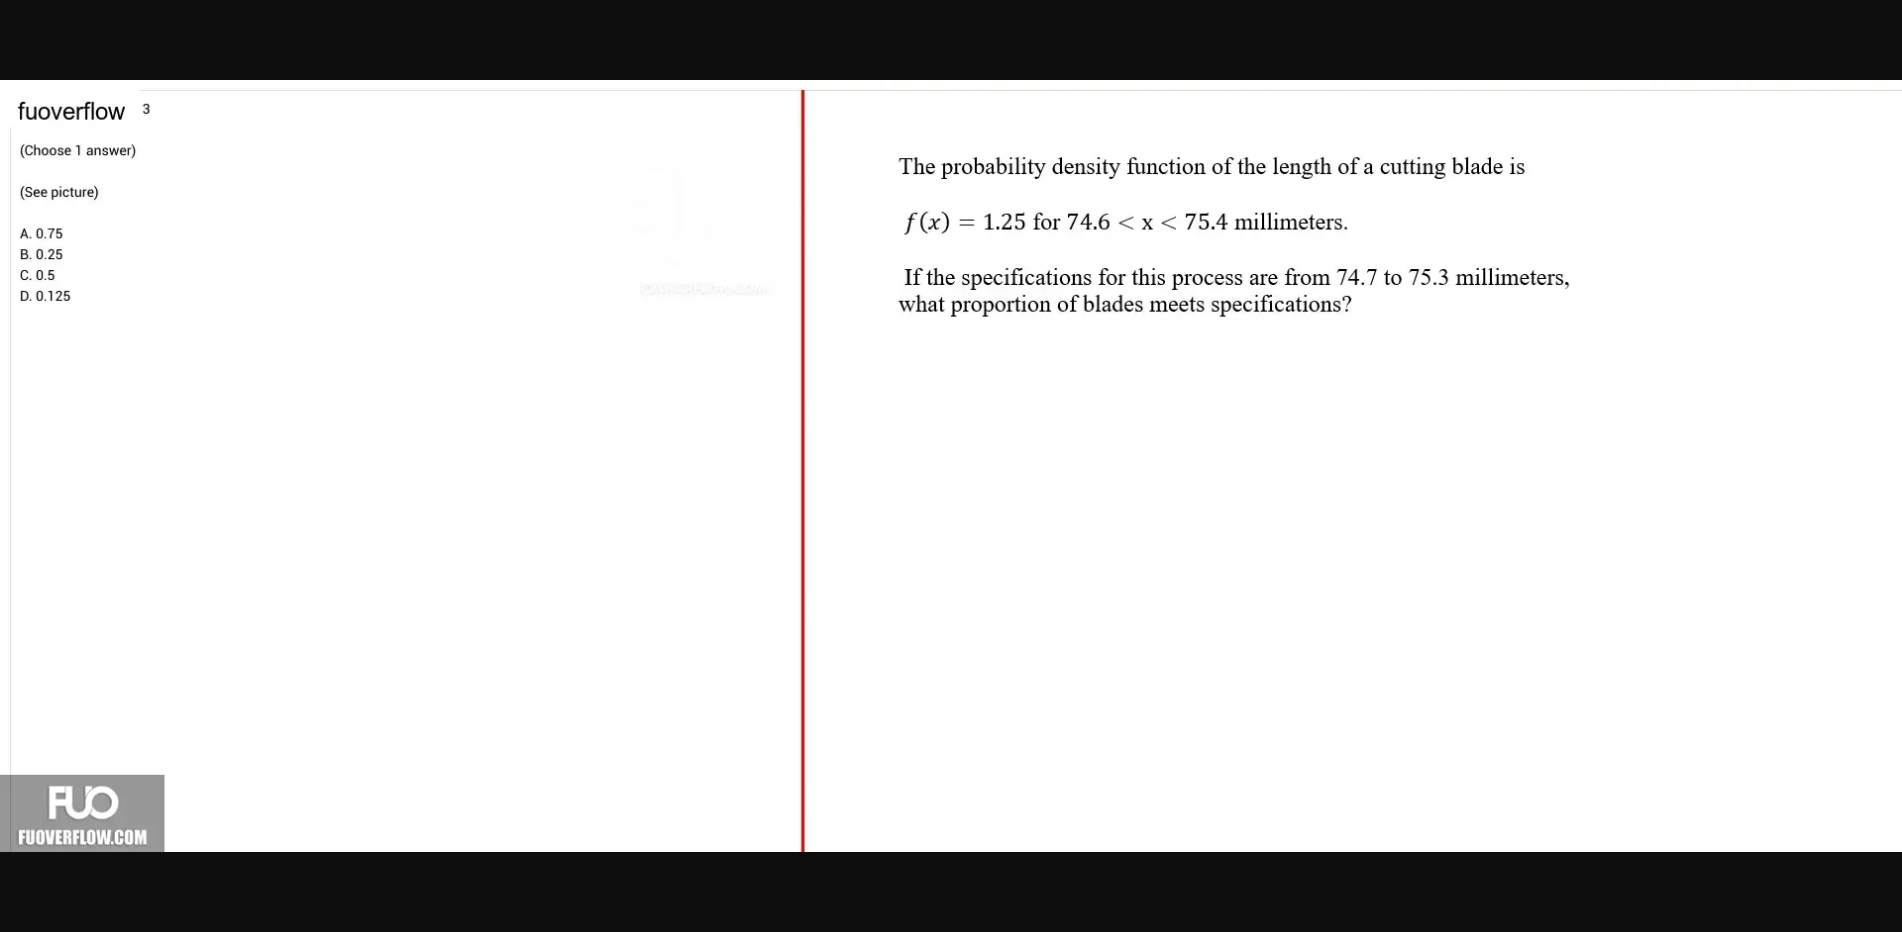 fuoverflow 3
(Choose 1 answer)
(See picture)
A. 0.75
B. 0.25
C. 0.5
D. 0.125
The probability density function of the length of a cutting blade is
f(x) = 1.25 for 74.6 < x < 75.4 millimeters.
If the specifications for this process are from 74.7 to 75.3 millimeters,
what proportion of blades meets specifications?
FUO
FUOVERFLOW.COM